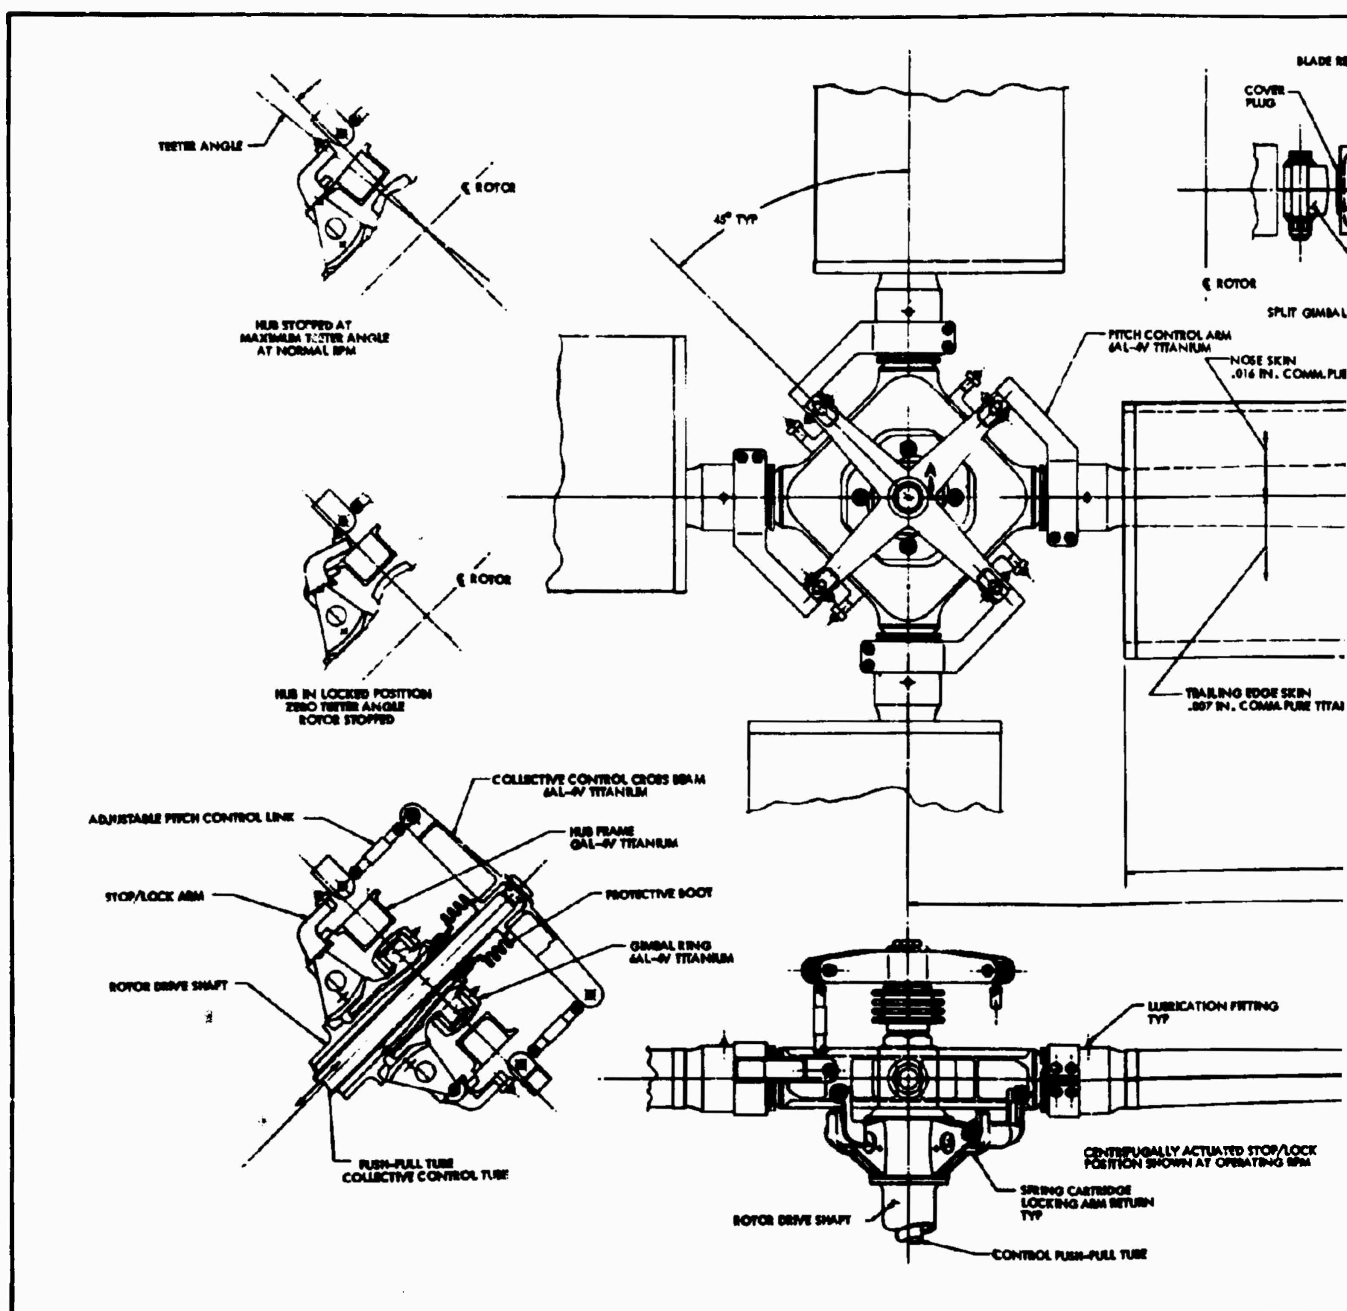 TEETER ANGLE
℄ ROTOR
HUB STOPPED AT
MAXIMUM TEETER ANGLE
AT NORMAL RPM
45° TYP
BLADE RE
COVER
PLUG
℄ ROTOR
SPLIT GIMBAL
PITCH CONTROL ARM
6AL-4V TITANIUM
NOSE SKIN
.016 IN. COMM. PURE
℄ ROTOR
HUB IN LOCKED POSITION
ZERO TEETER ANGLE
ROTOR STOPPED
TRAILING EDGE SKIN
.007 IN. COMM. PURE TITAN
COLLECTIVE CONTROL CROSS BEAM
6AL-4V TITANIUM
ADJUSTABLE PITCH CONTROL LINK
HUB FRAME
6AL-4V TITANIUM
STOP/LOCK ARM
PROTECTIVE BOOT
GIMBAL RING
6AL-4V TITANIUM
ROTOR DRIVE SHAFT
PUSH-PULL TUBE
COLLECTIVE CONTROL TUBE
A
LUBRICATION FITTING
TYP
CENTRIFUGALLY ACTUATED STOP/LOCK
POSITION SHOWN AT OPERATING RPM
SPRING CARTRIDGE
LOCKING ARM RETURN
TYP
ROTOR DRIVE SHAFT
CONTROL PUSH-PULL TUBE